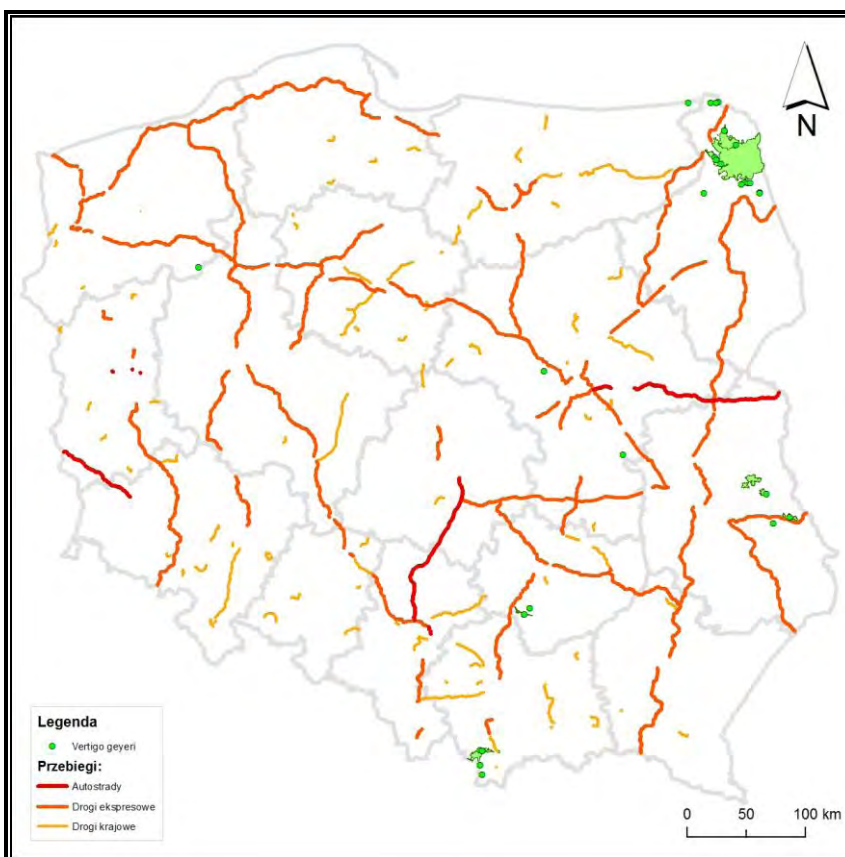 N
Legenda
Vertigo geyeri
Przebiegi:
Autostrady
Drogi ekspresowe
Drogi krajowe
0 50 100 km